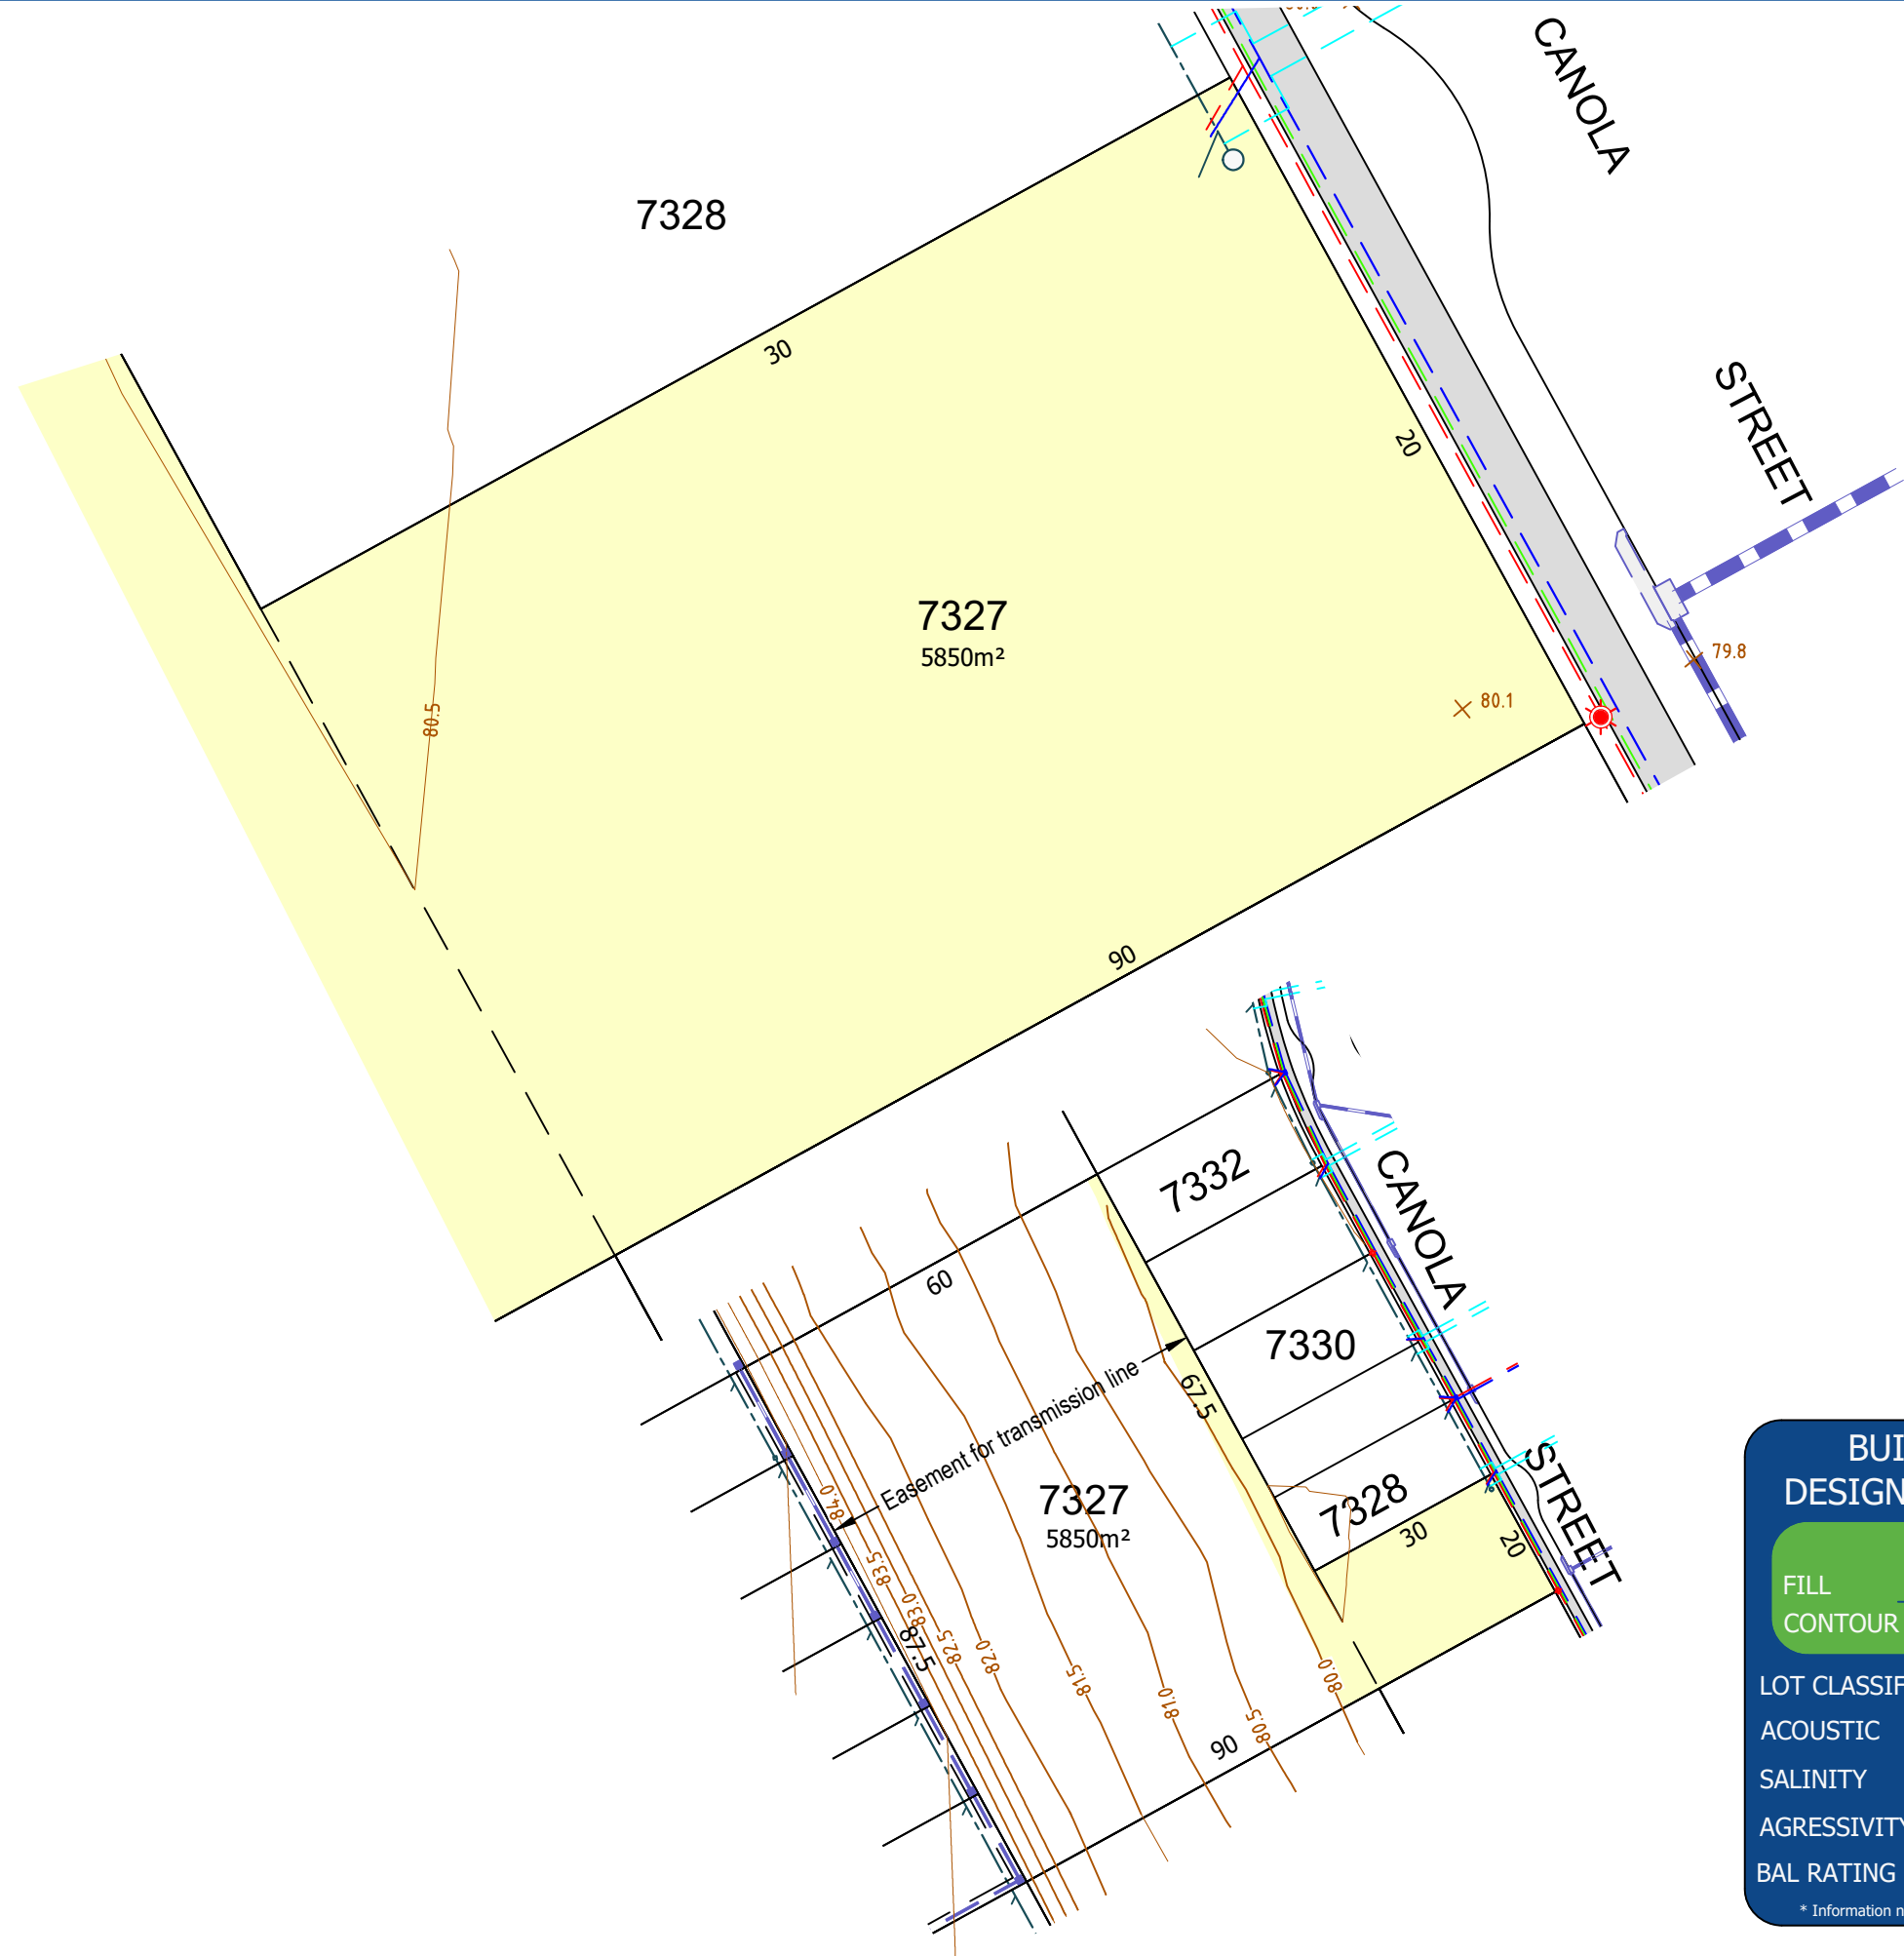 CANOLA
7328
30
20
STREET
7327
5850m²
79.8
80.1
80.5
90
7332
CANOLA
60
7330
Easement for transmission line
67.5
7327
5850m²
7328
30
20
STREET
84.0
83.5
83.0
82.5
82.0
87.5
81.5
81.0
80.5
80.0
90
BUI
DESIGN
FILL
CONTOUR
LOT CLASSIF
ACOUSTIC
SALINITY
AGRESSIVITY
BAL RATING
* Information n